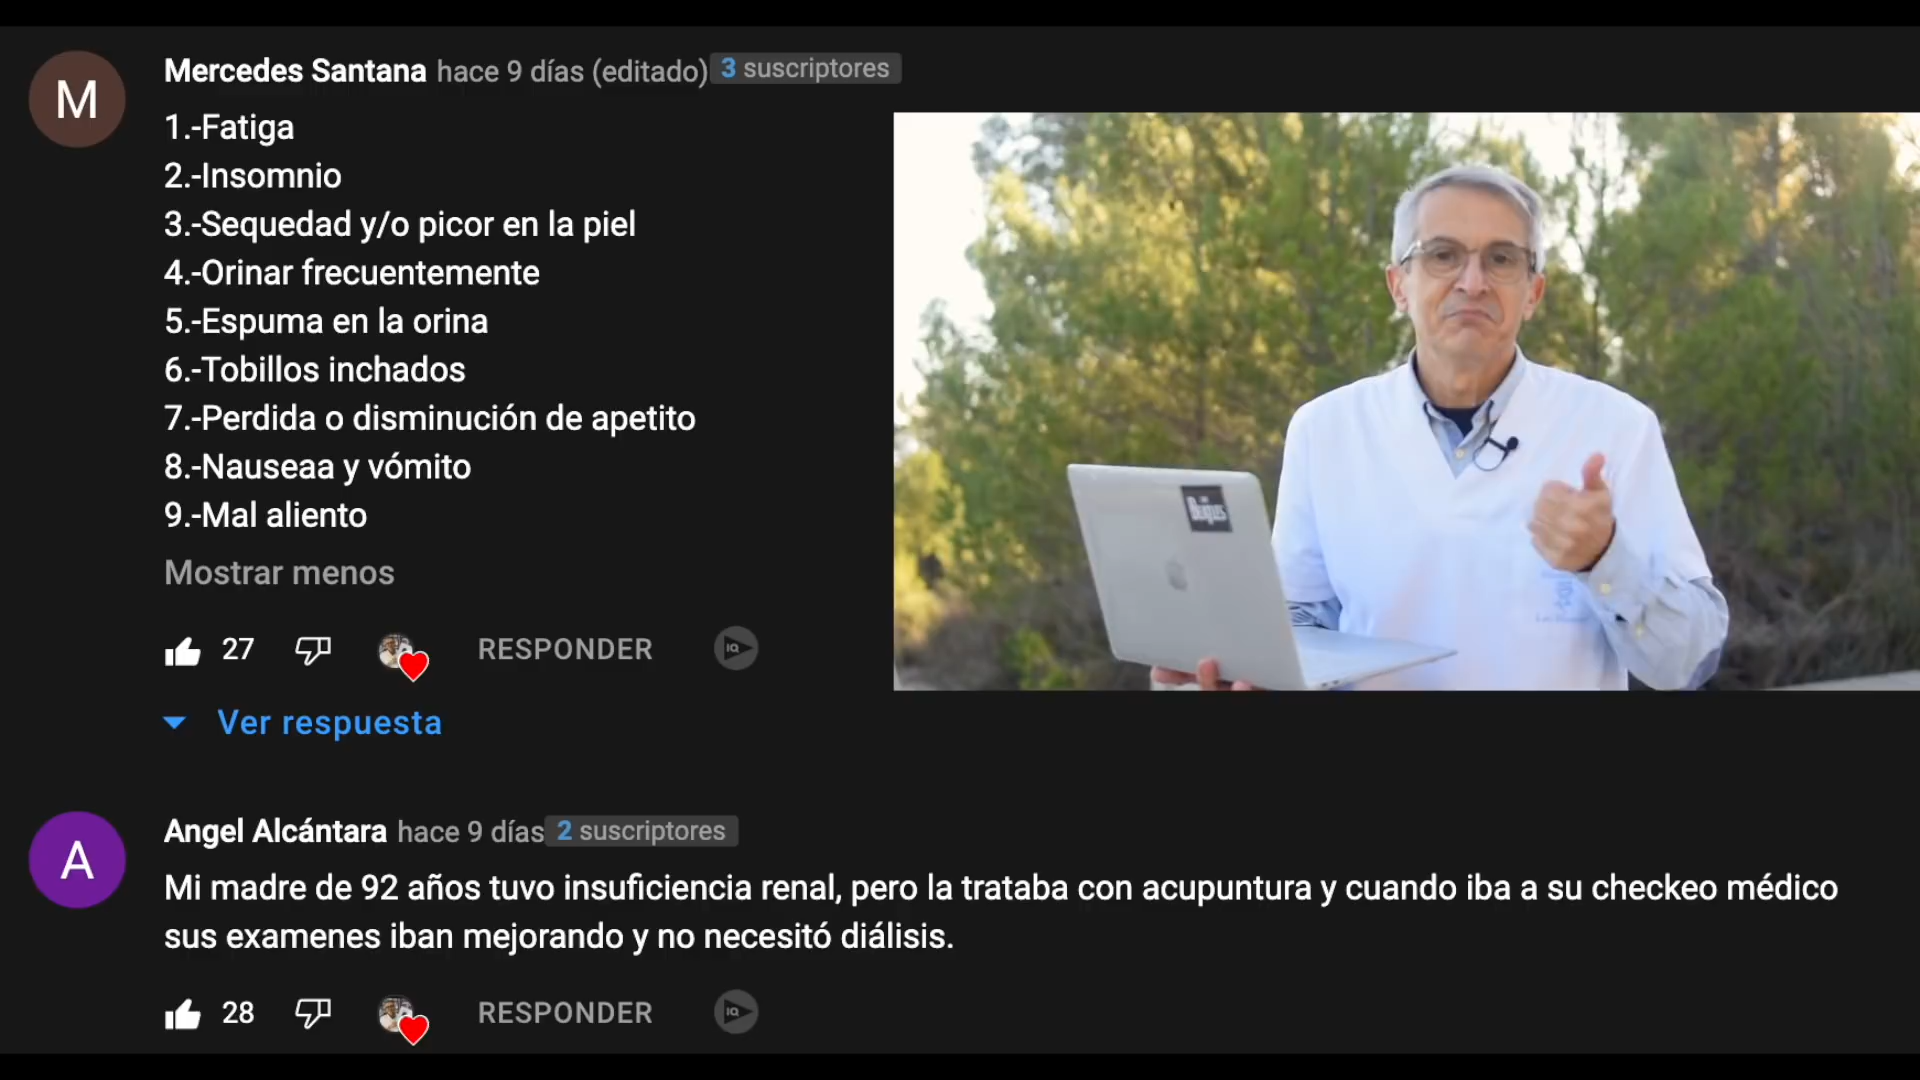 M
Mercedes Santana hace 9 días (editado) 3 suscriptores
1.-Fatiga
2.-Insomnio
3.-Sequedad y/o picor en la piel
4.-Orinar frecuentemente
5.-Espuma en la orina
6.-Tobillos inchados
7.-Perdida o disminución de apetito
8.-Nauseaa y vómito
9.-Mal aliento
Mostrar menos
27 RESPONDER IQ
Ver respuesta
A
Angel Alcántara hace 9 días 2 suscriptores
Mi madre de 92 años tuvo insuficiencia renal, pero la trataba con acupuntura y cuando iba a su checkeo médico
sus examenes iban mejorando y no necesitó diálisis.
28 RESPONDER IQ